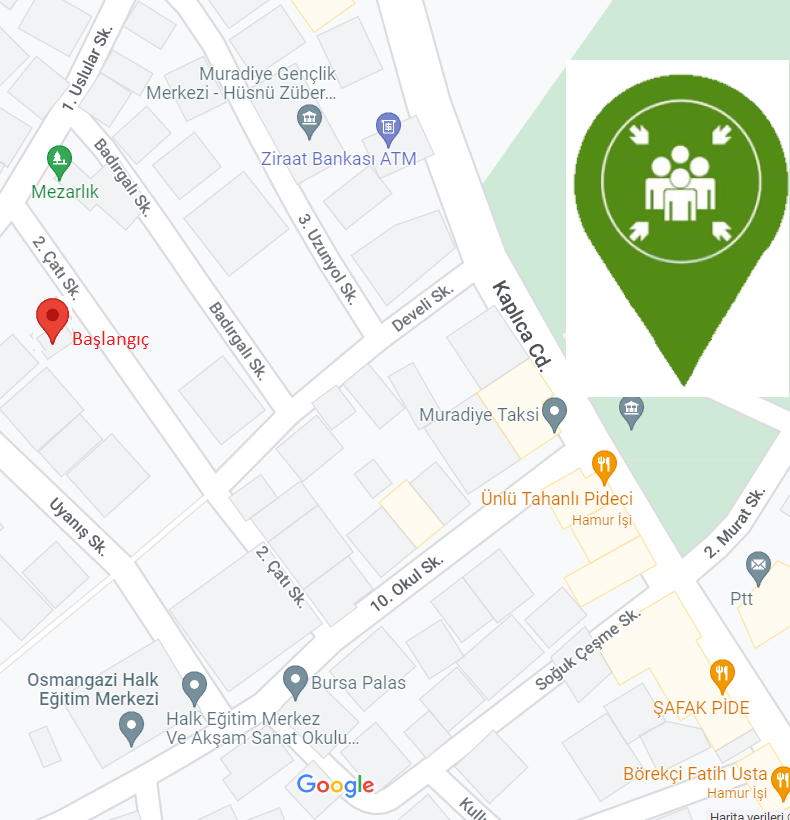 1. Uslular Sk.
Muradiye Gençlik
Merkezi - Hüsnü Züber...
Ziraat Bankası ATM
Badırgalı Sk.
Mezarlık
2. Çatı Sk.
3. Uzunyol Sk.
Kaplıca Cd.
Develi Sk.
Badırgalı Sk.
Başlangıç
Muradiye Taksi
Ünlü Tahanlı Pideci
Hamur İşi
2. Murat Sk.
Uyanış Sk.
2. Çatı Sk.
10. Okul Sk.
Ptt
Soğuk Çeşme Sk.
Osmangazi Halk
Eğitim Merkezi
Bursa Palas
ŞAFAK PİDE
Halk Eğitim Merkez
Ve Akşam Sanat Okulu...
Google
Börekçi Fatih Usta
Hamur İşi
Harita verileri